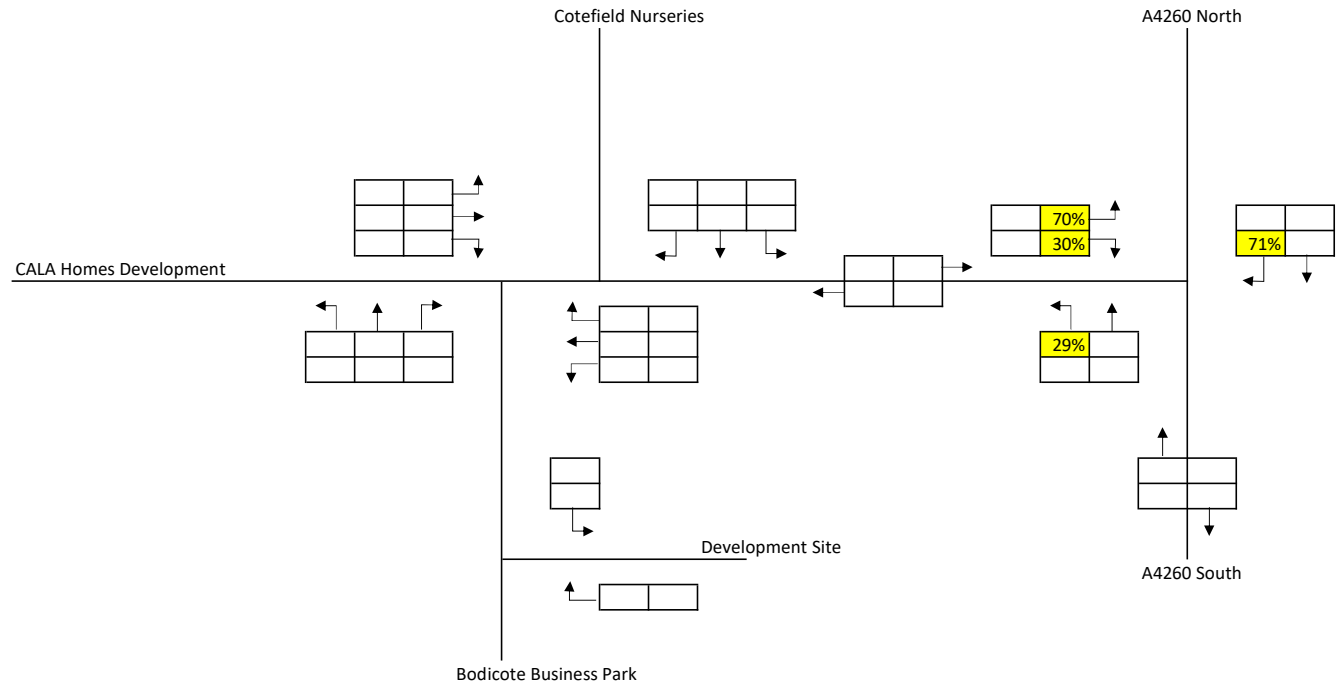 Cotefield Nurseries
A4260 North
70%
30%
71%
CALA Homes Development
29%
Development Site
A4260 South
Bodicote Business Park